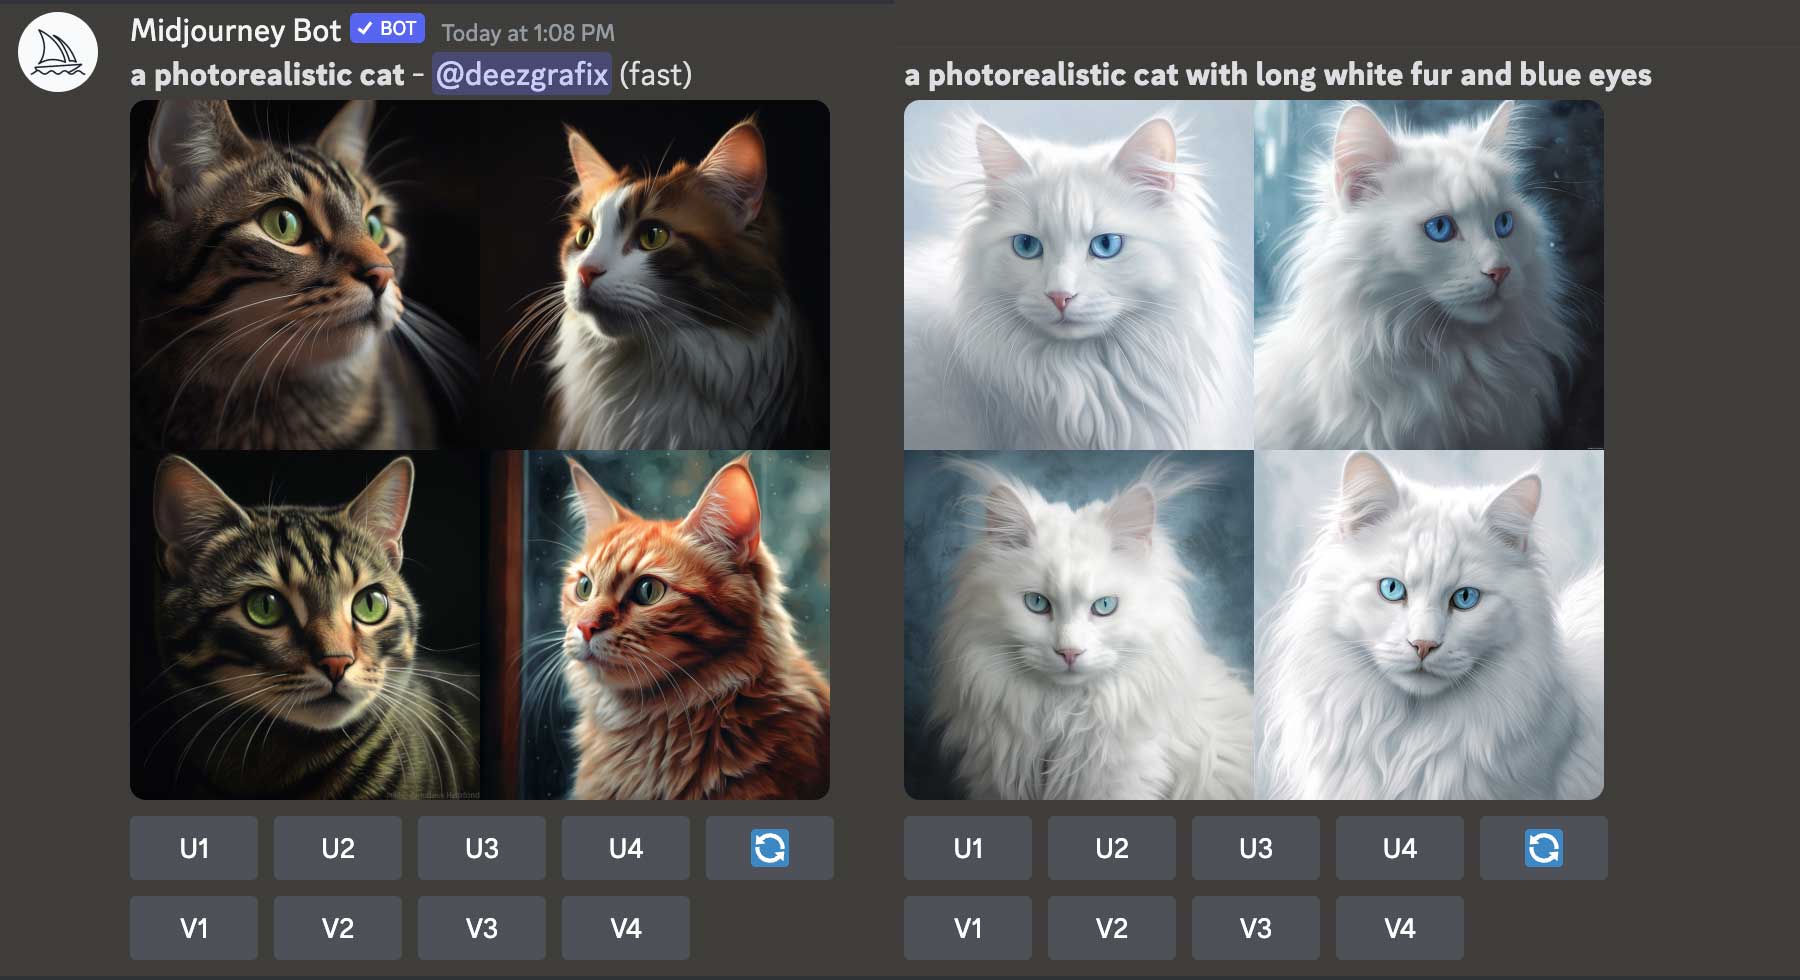 Midjourney Bot ✓ BOT Today at 1:08 PM
a photorealistic cat - @deezgrafix (fast)
a photorealistic cat with long white fur and blue eyes
U1 U2 U3 U4
V1 V2 V3 V4
U1 U2 U3 U4
V1 V2 V3 V4